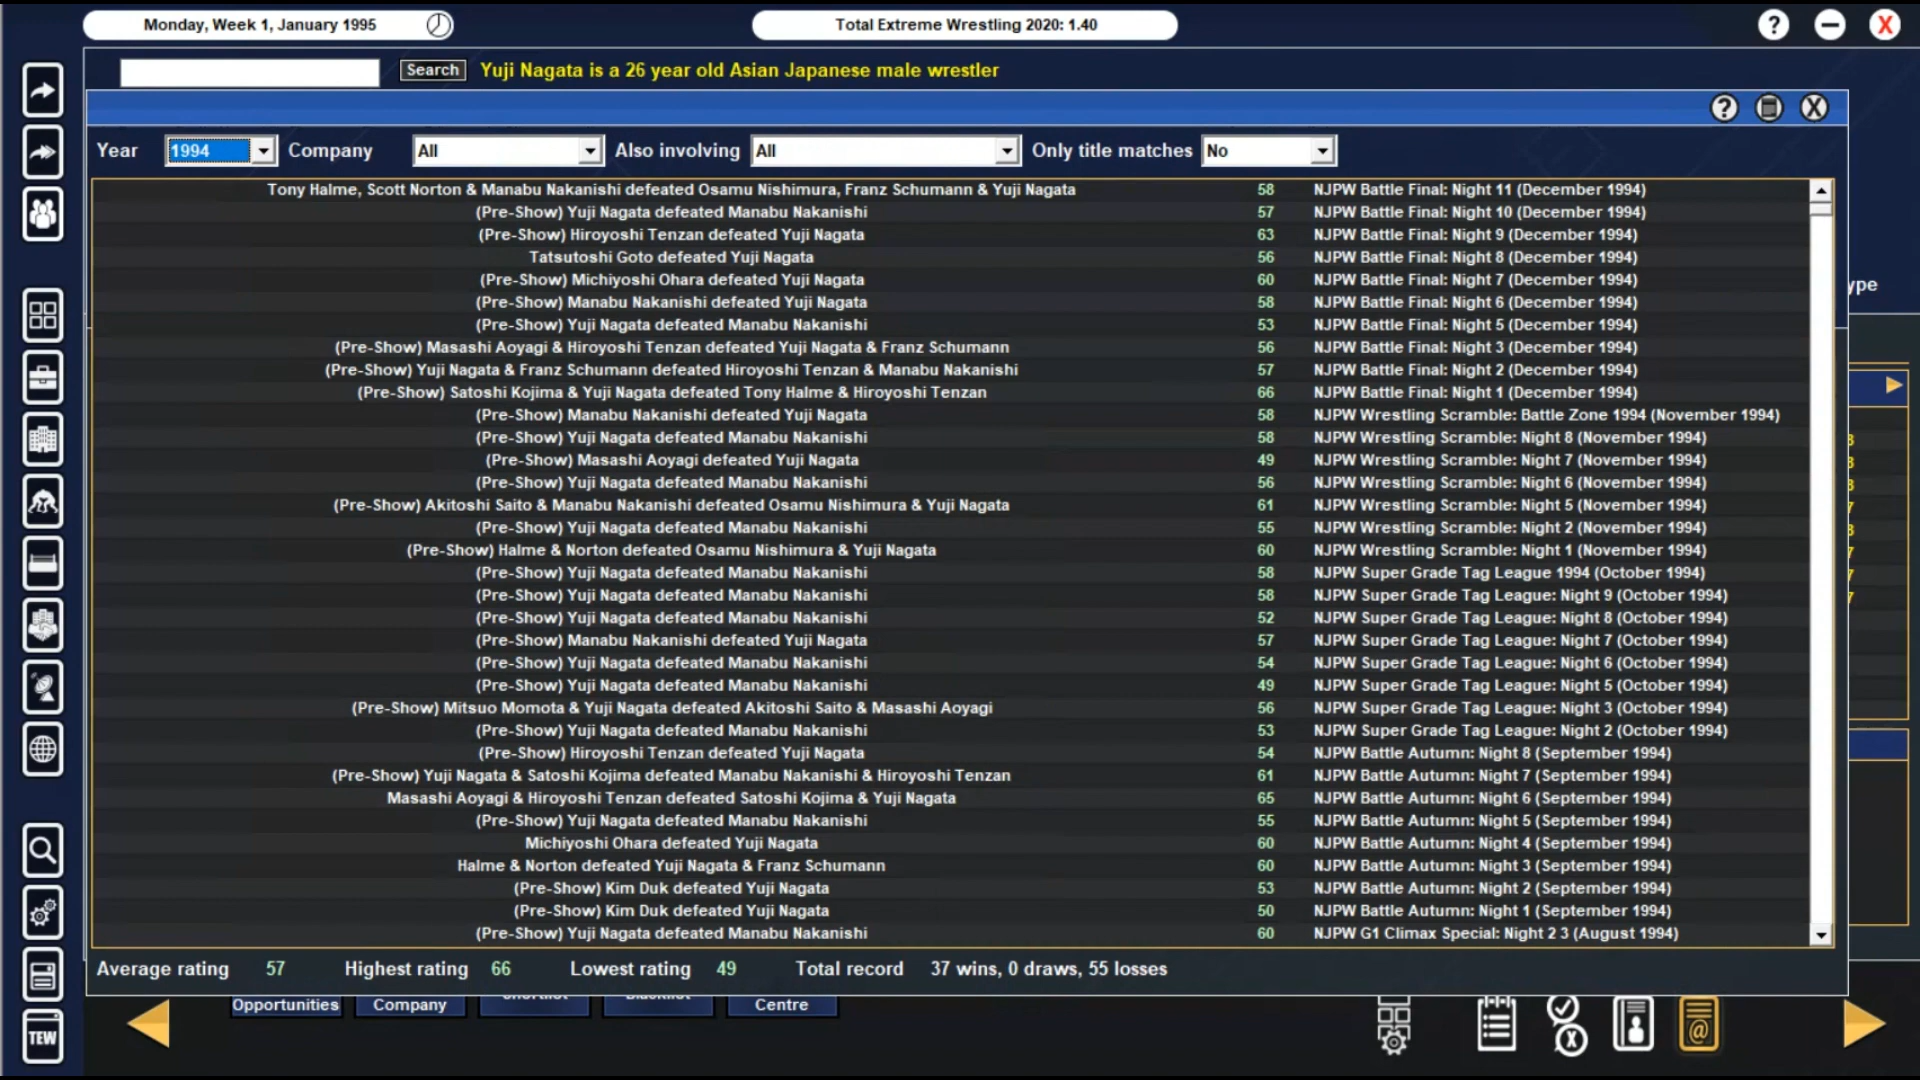 Monday, Week 1, January 1995
Total Extreme Wrestling 2020: 1.40
? – X
Search
Yuji Nagata is a 26 year old Asian Japanese male wrestler
? X
Year 1994 Company All Also involving All Only title matches No
Tony Halme, Scott Norton & Manabu Nakanishi defeated Osamu Nishimura, Franz Schumann & Yuji Nagata 58 NJPW Battle Final: Night 11 (December 1994)
(Pre-Show) Yuji Nagata defeated Manabu Nakanishi 57 NJPW Battle Final: Night 10 (December 1994)
(Pre-Show) Hiroyoshi Tenzan defeated Yuji Nagata 63 NJPW Battle Final: Night 9 (December 1994)
Tatsutoshi Goto defeated Yuji Nagata 56 NJPW Battle Final: Night 8 (December 1994)
(Pre-Show) Michiyoshi Ohara defeated Yuji Nagata 60 NJPW Battle Final: Night 7 (December 1994)
ype
(Pre-Show) Manabu Nakanishi defeated Yuji Nagata 58 NJPW Battle Final: Night 6 (December 1994)
(Pre-Show) Yuji Nagata defeated Manabu Nakanishi 53 NJPW Battle Final: Night 5 (December 1994)
(Pre-Show) Masashi Aoyagi & Hiroyoshi Tenzan defeated Yuji Nagata & Franz Schumann 56 NJPW Battle Final: Night 3 (December 1994)
(Pre-Show) Yuji Nagata & Franz Schumann defeated Hiroyoshi Tenzan & Manabu Nakanishi 57 NJPW Battle Final: Night 2 (December 1994)
(Pre-Show) Satoshi Kojima & Yuji Nagata defeated Tony Halme & Hiroyoshi Tenzan 66 NJPW Battle Final: Night 1 (December 1994)
(Pre-Show) Manabu Nakanishi defeated Yuji Nagata 58 NJPW Wrestling Scramble: Battle Zone 1994 (November 1994)
(Pre-Show) Yuji Nagata defeated Manabu Nakanishi 58 NJPW Wrestling Scramble: Night 8 (November 1994)
(Pre-Show) Masashi Aoyagi defeated Yuji Nagata 49 NJPW Wrestling Scramble: Night 7 (November 1994)
(Pre-Show) Yuji Nagata defeated Manabu Nakanishi 56 NJPW Wrestling Scramble: Night 6 (November 1994)
(Pre-Show) Akitoshi Saito & Manabu Nakanishi defeated Osamu Nishimura & Yuji Nagata 61 NJPW Wrestling Scramble: Night 5 (November 1994)
(Pre-Show) Yuji Nagata defeated Manabu Nakanishi 55 NJPW Wrestling Scramble: Night 2 (November 1994)
(Pre-Show) Halme & Norton defeated Osamu Nishimura & Yuji Nagata 60 NJPW Wrestling Scramble: Night 1 (November 1994)
(Pre-Show) Yuji Nagata defeated Manabu Nakanishi 58 NJPW Super Grade Tag League 1994 (October 1994)
(Pre-Show) Yuji Nagata defeated Manabu Nakanishi 58 NJPW Super Grade Tag League: Night 9 (October 1994)
(Pre-Show) Yuji Nagata defeated Manabu Nakanishi 52 NJPW Super Grade Tag League: Night 8 (October 1994)
(Pre-Show) Manabu Nakanishi defeated Yuji Nagata 57 NJPW Super Grade Tag League: Night 7 (October 1994)
(Pre-Show) Yuji Nagata defeated Manabu Nakanishi 54 NJPW Super Grade Tag League: Night 6 (October 1994)
(Pre-Show) Yuji Nagata defeated Manabu Nakanishi 49 NJPW Super Grade Tag League: Night 5 (October 1994)
(Pre-Show) Mitsuo Momota & Yuji Nagata defeated Akitoshi Saito & Masashi Aoyagi 56 NJPW Super Grade Tag League: Night 3 (October 1994)
(Pre-Show) Yuji Nagata defeated Manabu Nakanishi 53 NJPW Super Grade Tag League: Night 2 (October 1994)
(Pre-Show) Hiroyoshi Tenzan defeated Yuji Nagata 54 NJPW Battle Autumn: Night 8 (September 1994)
(Pre-Show) Yuji Nagata & Satoshi Kojima defeated Manabu Nakanishi & Hiroyoshi Tenzan 61 NJPW Battle Autumn: Night 7 (September 1994)
Masashi Aoyagi & Hiroyoshi Tenzan defeated Satoshi Kojima & Yuji Nagata 65 NJPW Battle Autumn: Night 6 (September 1994)
(Pre-Show) Yuji Nagata defeated Manabu Nakanishi 55 NJPW Battle Autumn: Night 5 (September 1994)
Michiyoshi Ohara defeated Yuji Nagata 60 NJPW Battle Autumn: Night 4 (September 1994)
Halme & Norton defeated Yuji Nagata & Franz Schumann 60 NJPW Battle Autumn: Night 3 (September 1994)
(Pre-Show) Kim Duk defeated Yuji Nagata 53 NJPW Battle Autumn: Night 2 (September 1994)
(Pre-Show) Kim Duk defeated Yuji Nagata 50 NJPW Battle Autumn: Night 1 (September 1994)
(Pre-Show) Yuji Nagata defeated Manabu Nakanishi 60 NJPW G1 Climax Special: Night 2 3 (August 1994)
Average rating 57 Highest rating 66 Lowest rating 49 Total record 37 wins, 0 draws, 55 losses
Opportunities Company Centre
TEW